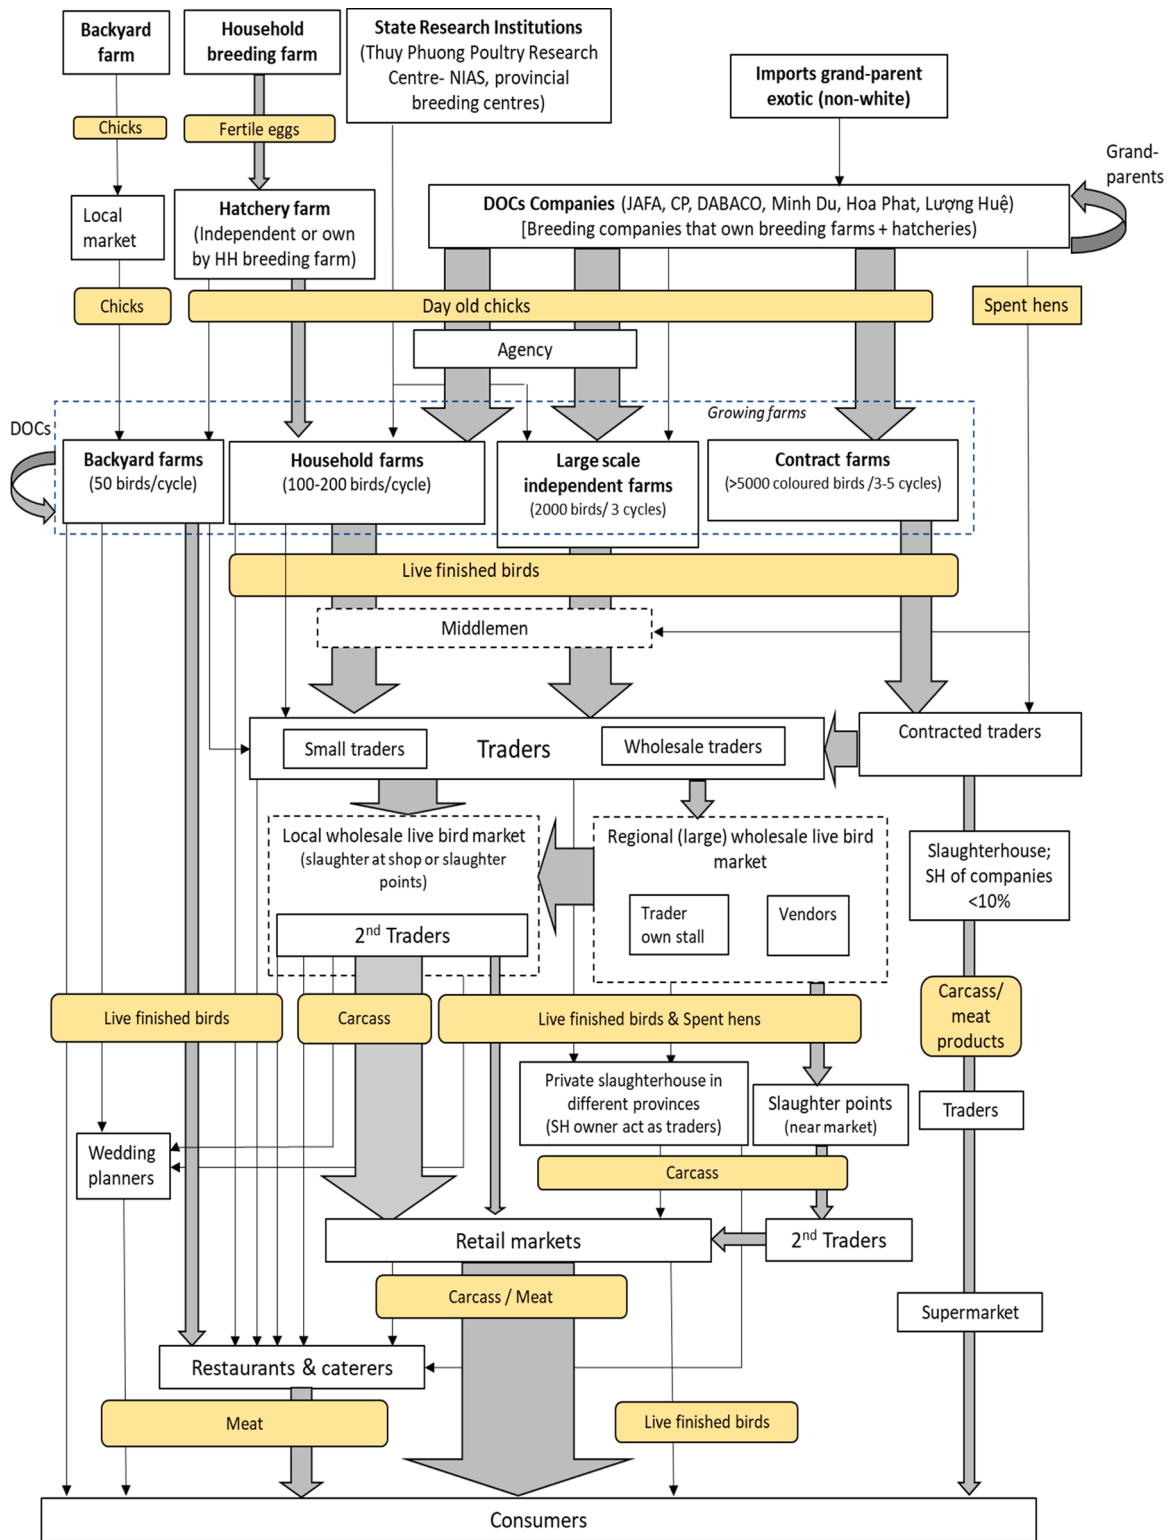 Backyard
farm
Household
breeding farm
State Research Institutions
(Thuy Phuong Poultry Research
Centre- NIAS, provincial
breeding centres)
Imports grand-parent
exotic (non-white)
Chicks
Fertile eggs
Grand-
parents
Local
market
Hatchery farm
(Independent or own
by HH breeding farm)
DOCs Companies (JAFA, CP, DABACO, Minh Du, Hoa Phat, Lượng Huệ)
[Breeding companies that own breeding farms + hatcheries)
Chicks
Day old chicks
Spent hens
Agency
Growing farms
DOCs
Backyard farms
(50 birds/cycle)
Household farms
(100-200 birds/cycle)
Large scale
independent farms
(2000 birds/ 3 cycles)
Contract farms
(>5000 coloured birds /3-5 cycles)
Live finished birds
Middlemen
Small traders
Traders
Wholesale traders
Contracted traders
Local wholesale live bird market
(slaughter at shop or slaughter
points)
2nd Traders
Regional (large) wholesale live bird
market
Trader
own stall
Vendors
Slaughterhouse;
SH of companies
<10%
Live finished birds
Carcass
Live finished birds & Spent hens
Carcass/
meat
products
Private slaughterhouse in
different provinces
(SH owner act as traders)
Slaughter points
(near market)
Traders
Wedding
planners
Carcass
Retail markets
2nd Traders
Carcass / Meat
Supermarket
Restaurants & caterers
Meat
Live finished birds
Consumers